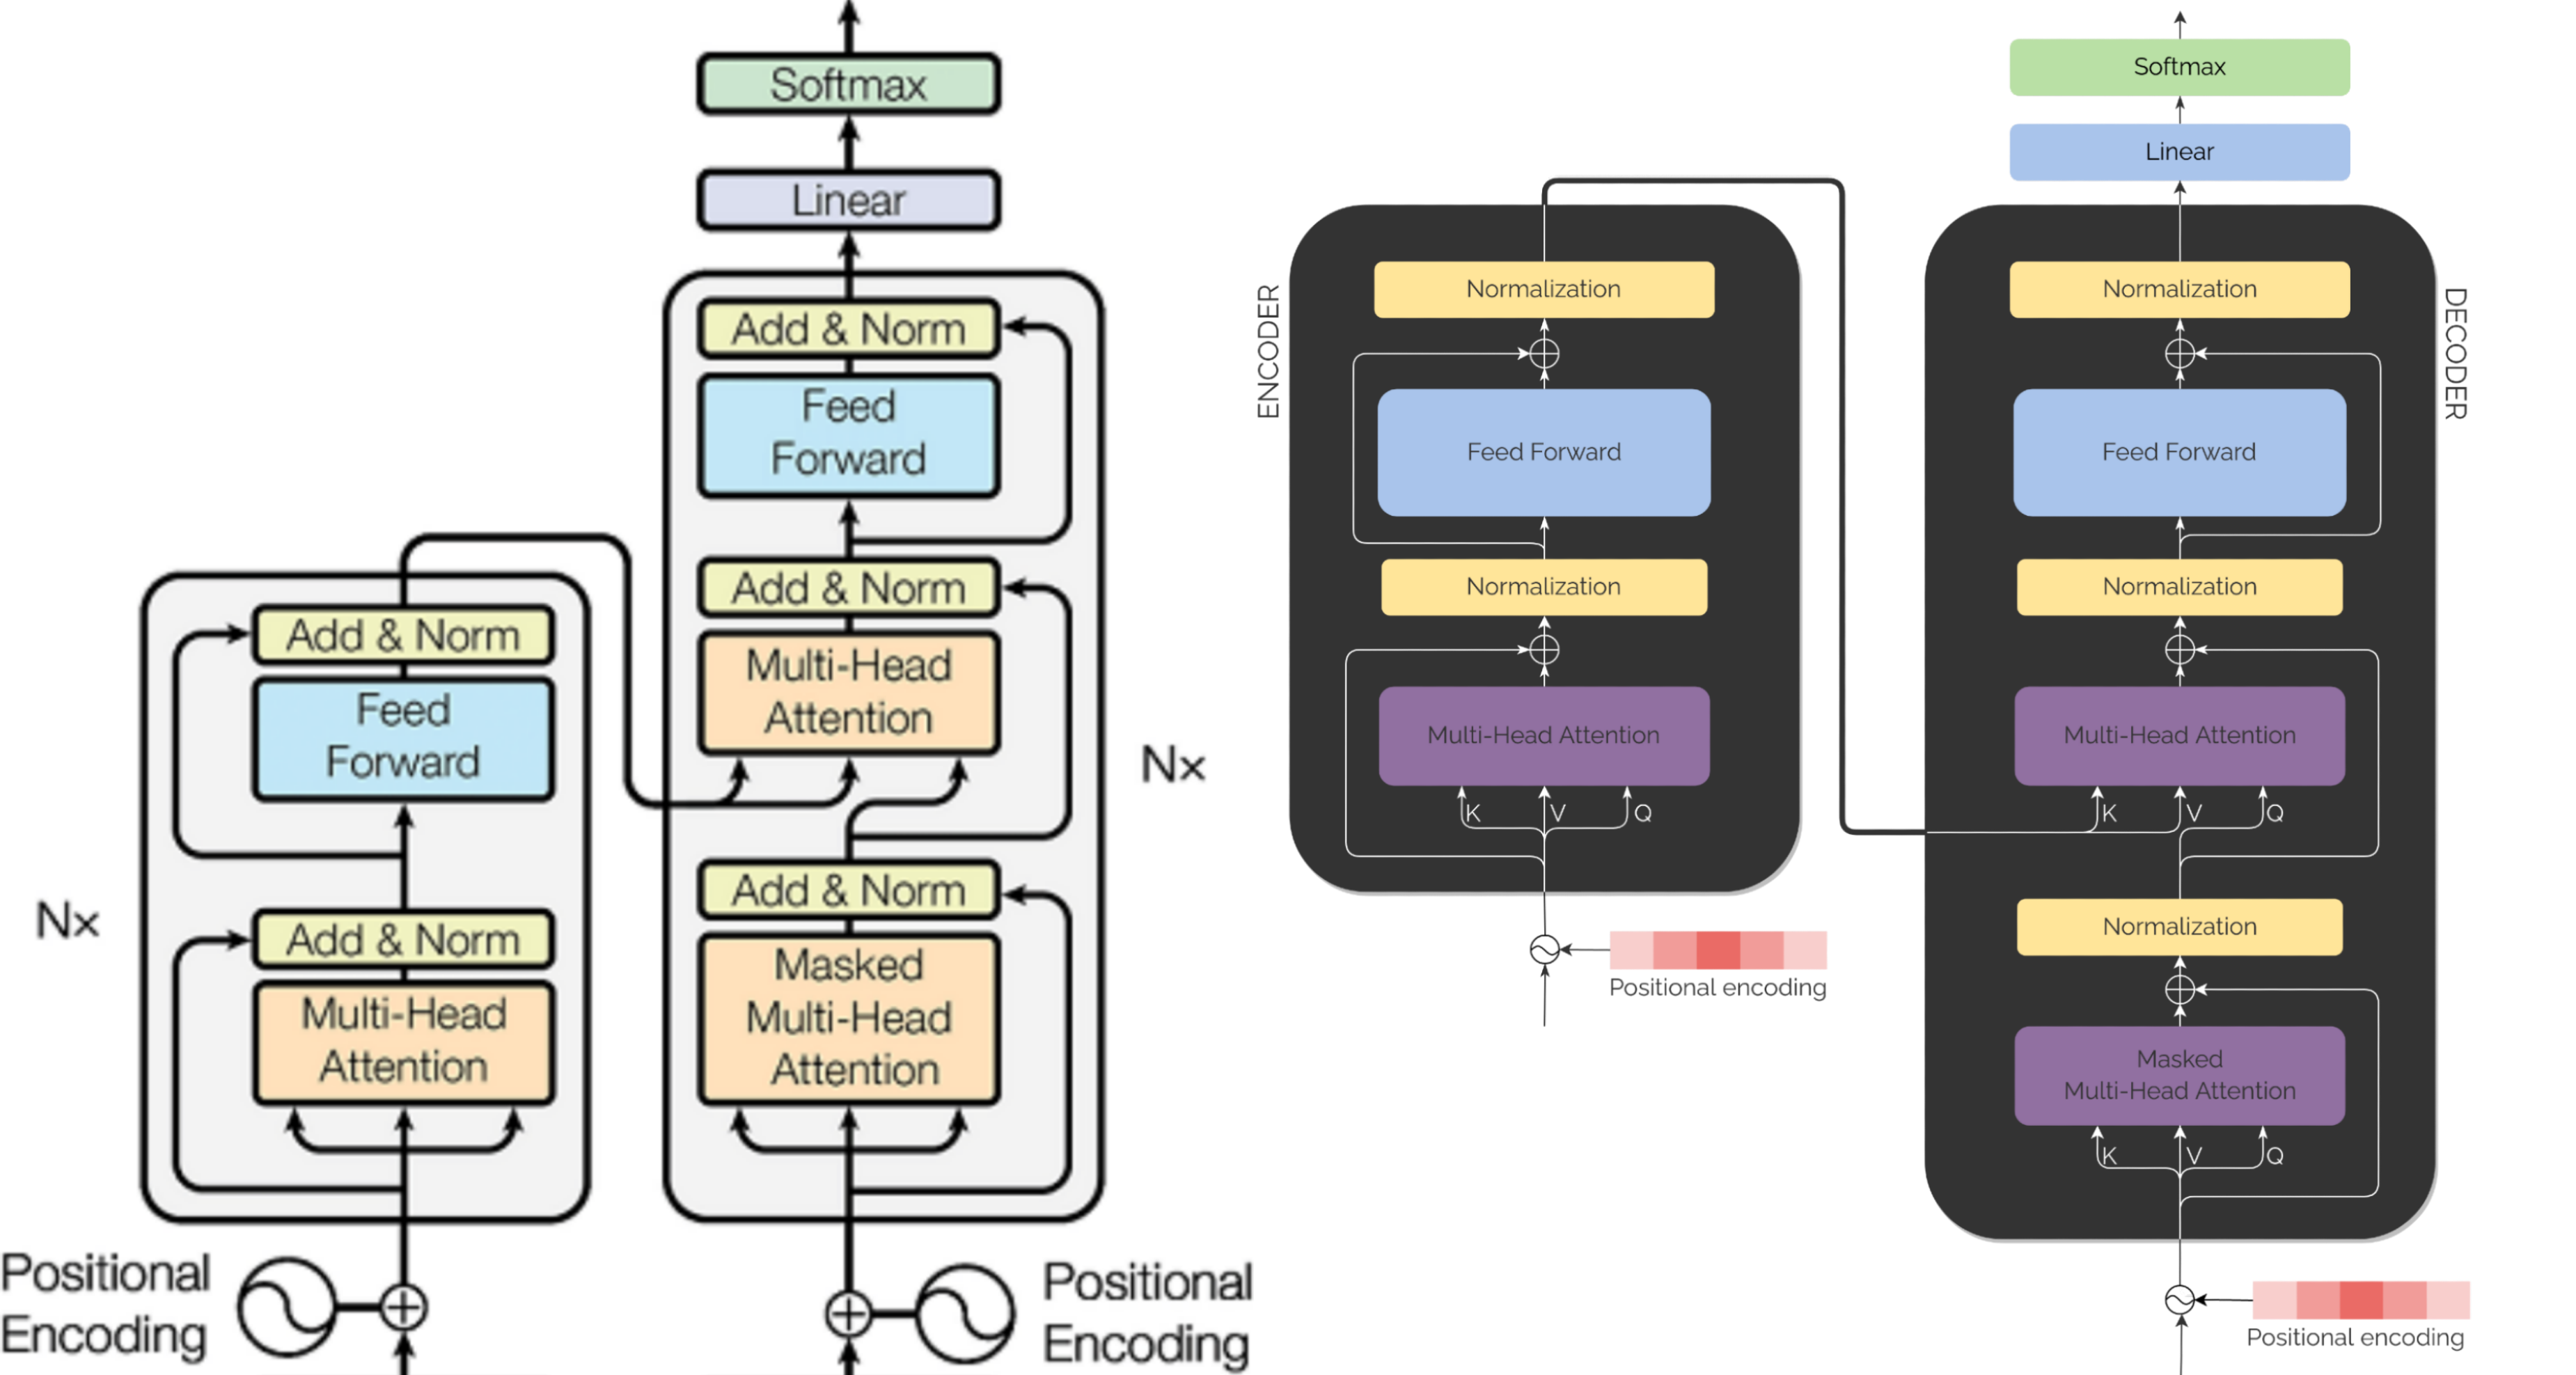 Softmax
Linear
Add & Norm
Feed
Forward
Add & Norm
Multi-Head
Attention
Add & Norm
Masked
Multi-Head
Attention
Nx
Add & Norm
Feed
Forward
Add & Norm
Multi-Head
Attention
Nx
Positional
Encoding
Positional
Encoding
ENCODER
Normalization
Feed Forward
Normalization
Multi-Head Attention
K
V
Q
Positional encoding
Softmax
Linear
DECODER
Normalization
Feed Forward
Normalization
Multi-Head Attention
K
V
Q
Normalization
Masked
Multi-Head Attention
K
V
Q
Positional encoding